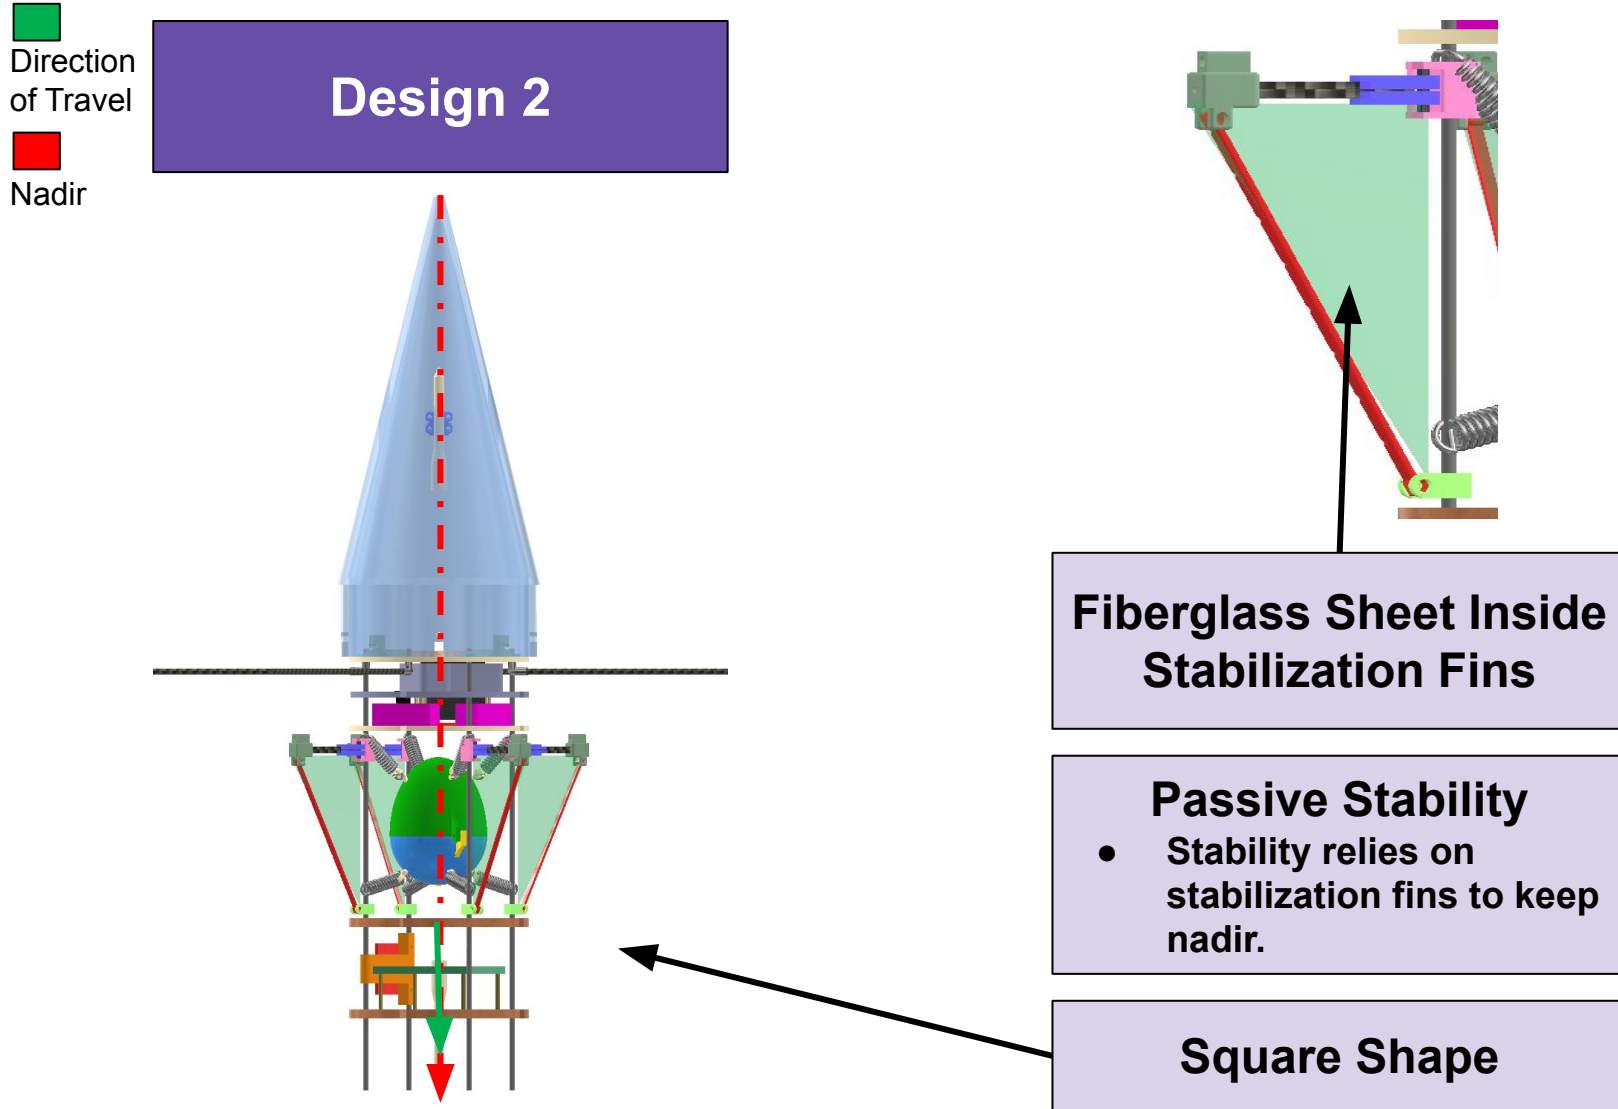 Direction
of Travel
Nadir
Design 2
Fiberglass Sheet Inside
Stabilization Fins
Passive Stability
● Stability relies on
stabilization fins to keep
nadir.
Square Shape